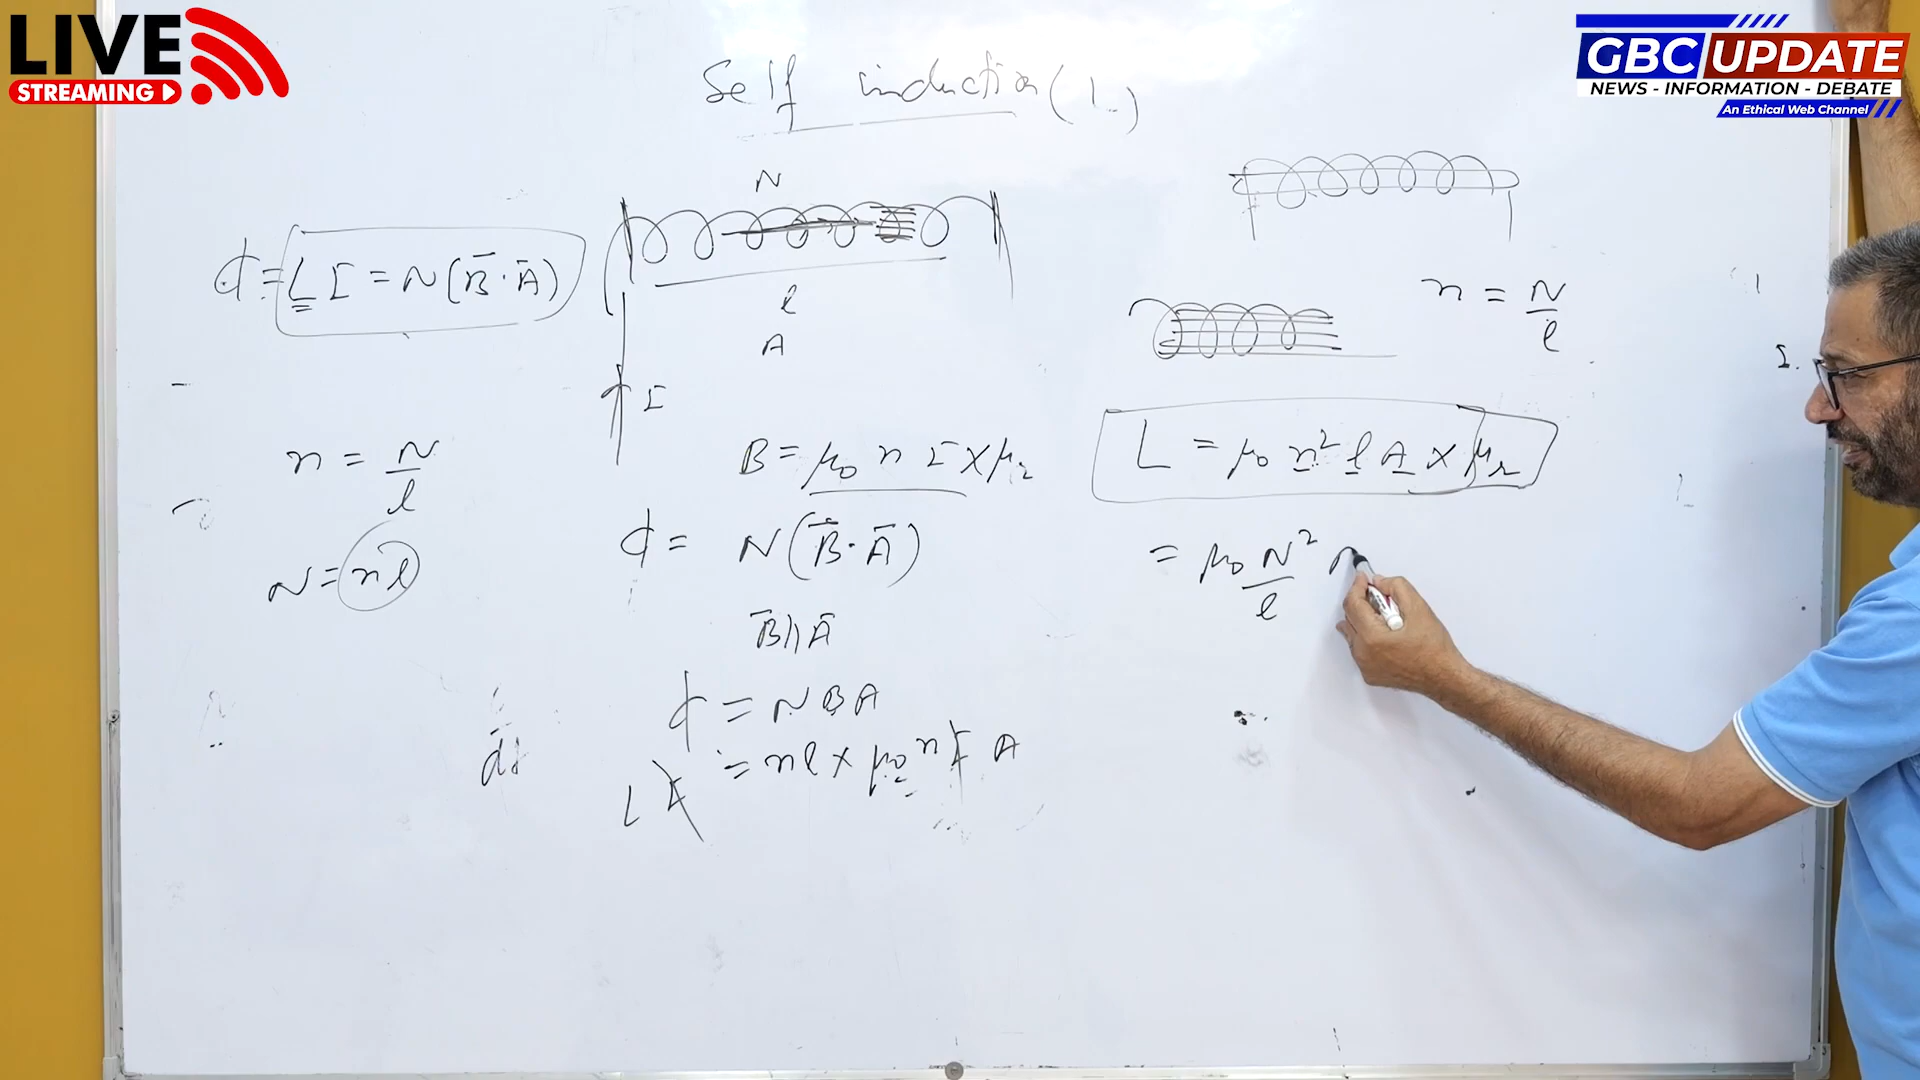 LIVE
STREAMING
GBC UPDATE
NEWS - INFORMATION - DEBATE
An Ethical Web Channel
Self induction (L)
N
ϕ = L I = N(B̄·Ā)
l
A
I
n = N/l
N = nl
B = μ₀ n I × μr
ϕ = N(B̄·Ā)
B̄ || Ā
ϕ = NBA
LI = nl × μ₀ n I A
dt
n = N/l
L = μ₀ n² l A × μr
= μ₀ N²/l
I.